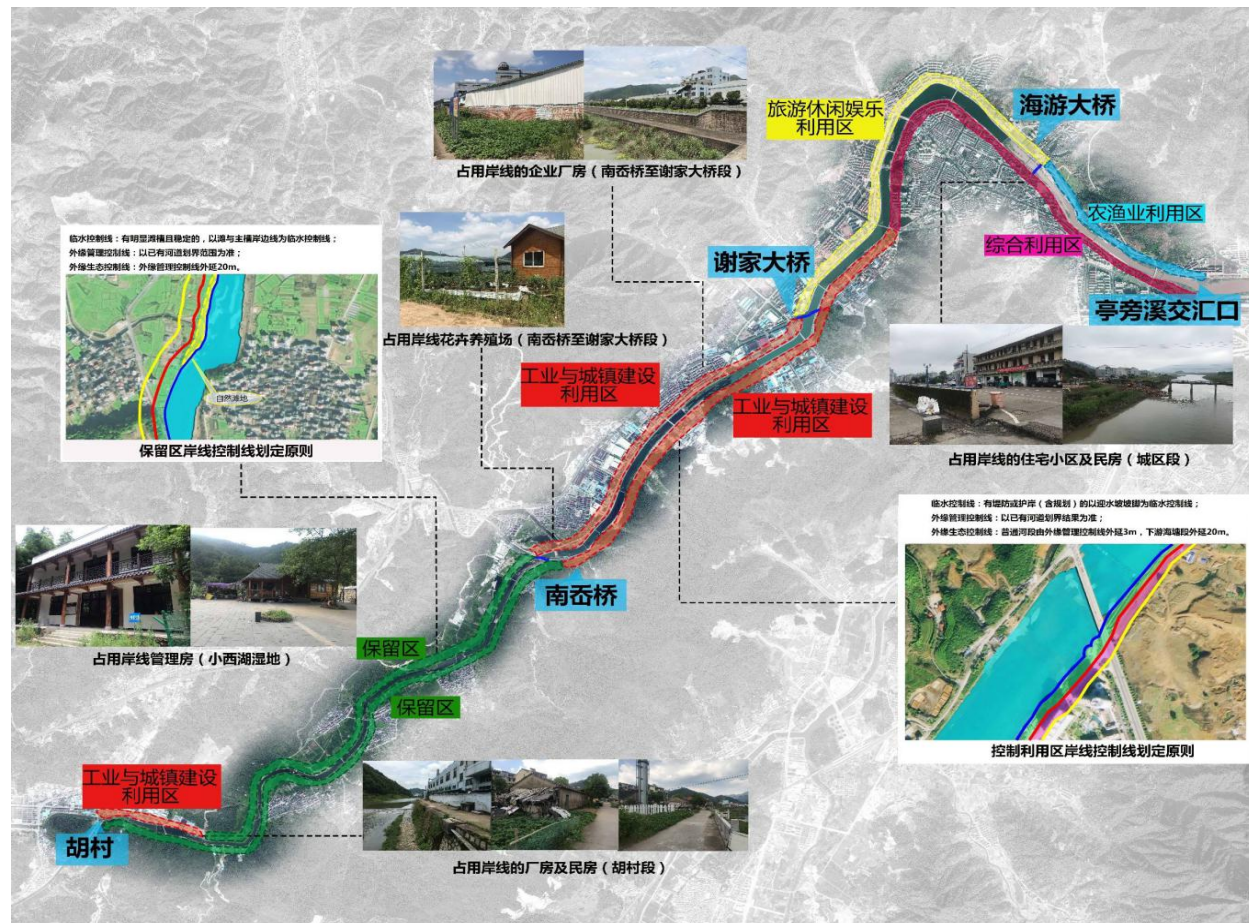 海游大桥
旅游休闲娱乐
利用区
占用岸线的企业厂房（南岙桥至谢家大桥段）
农渔业利用区
综合利用区
临水控制线：有明显滩槽且稳定的，以滩与主槽岸边线为临水控制线；
外缘管理控制线：以已有河道划界范围为准；
外缘生态控制线：外缘管理控制线外延20m。
自然滩地
保留区岸线控制线划定原则
谢家大桥
亭旁溪交汇口
占用岸线花卉养殖场（南岙桥至谢家大桥段）
工业与城镇建设
利用区
工业与城镇建设
利用区
占用岸线的住宅小区及民房（城区段）
临水控制线：有堤防或护岸（含规划）的以迎水坡坡脚为临水控制线；
外缘管理控制线：以已有河道划界结果为准；
外缘生态控制线：普通河段由外缘管理控制线外延3m，下游海塘段外延20m。
控制利用区岸线控制线划定原则
南岙桥
占用岸线管理房（小西湖湿地）
保留区
保留区
工业与城镇建设
利用区
胡村
占用岸线的厂房及民房（胡村段）